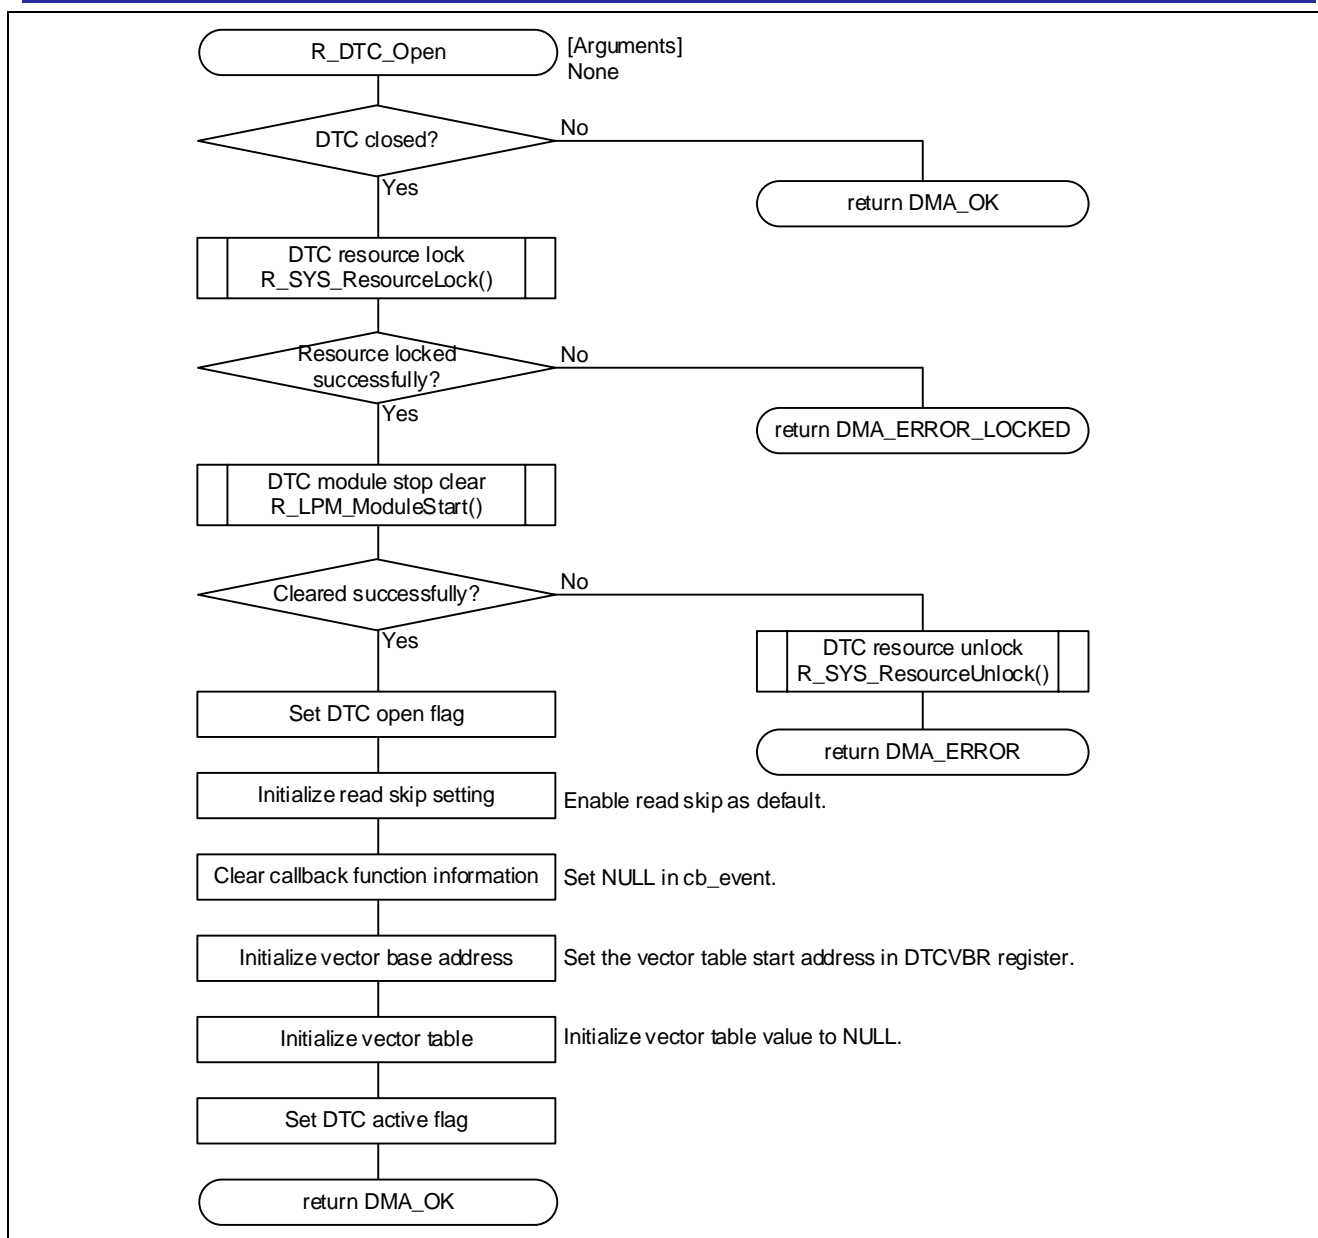 R_DTC_Open
[Arguments]
None
DTC closed?
No
Yes
return DMA_OK
DTC resource lock
R_SYS_ResourceLock()
Resource locked
successfully?
No
Yes
return DMA_ERROR_LOCKED
DTC module stop clear
R_LPM_ModuleStart()
Cleared successfully?
No
Yes
DTC resource unlock
R_SYS_ResourceUnlock()
return DMA_ERROR
Set DTC open flag
Initialize read skip setting
Enable read skip as default.
Clear callback function information
Set NULL in cb_event.
Initialize vector base address
Set the vector table start address in DTCVBR register.
Initialize vector table
Initialize vector table value to NULL.
Set DTC active flag
return DMA_OK